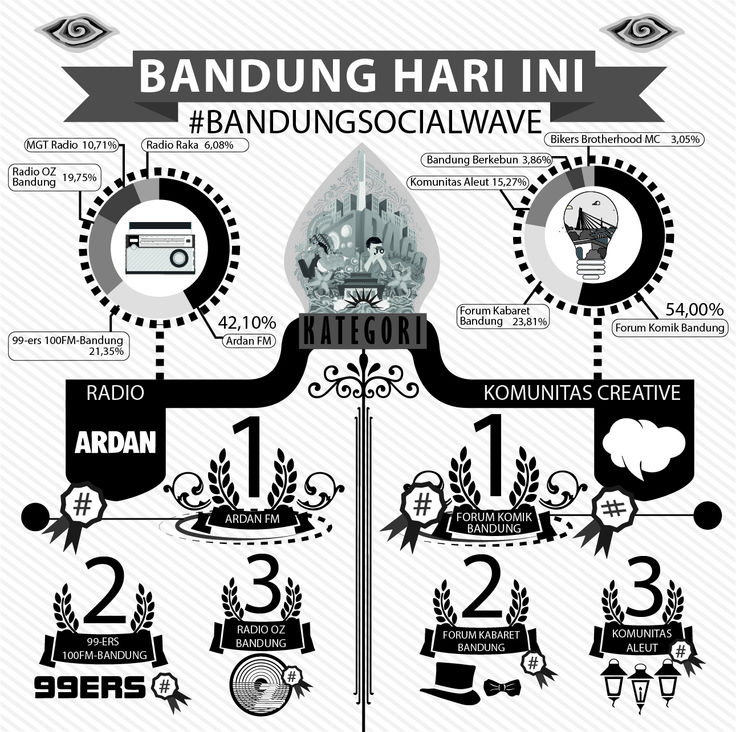 BANDUNG HARI INI
#BANDUNGSOCIALWAVE
MGT Radio 10,71%
Radio Raka 6,08%
Radio OZ
Bandung 19,75%
99-ers 100FM-Bandung
21,35%
42,10%
Ardan FM
Bikers Brotherhood MC 3,05%
Bandung Berkebun 3,86%
Komunitas Aleut 15,27%
Forum Kabaret
Bandung 23,81%
54,00%
Forum Komik Bandung
KATEGORI
RADIO
KOMUNITAS CREATIVE
ARDAN
1
ARDAN FM
#
1
FORUM KOMIK
BANDUNG
#
#
2
99-ERS
100FM-BANDUNG
99ERS
#
3
RADIO OZ
BANDUNG
#
2
FORUM KABARET
BANDUNG
#
3
KOMUNITAS
ALEUT
#